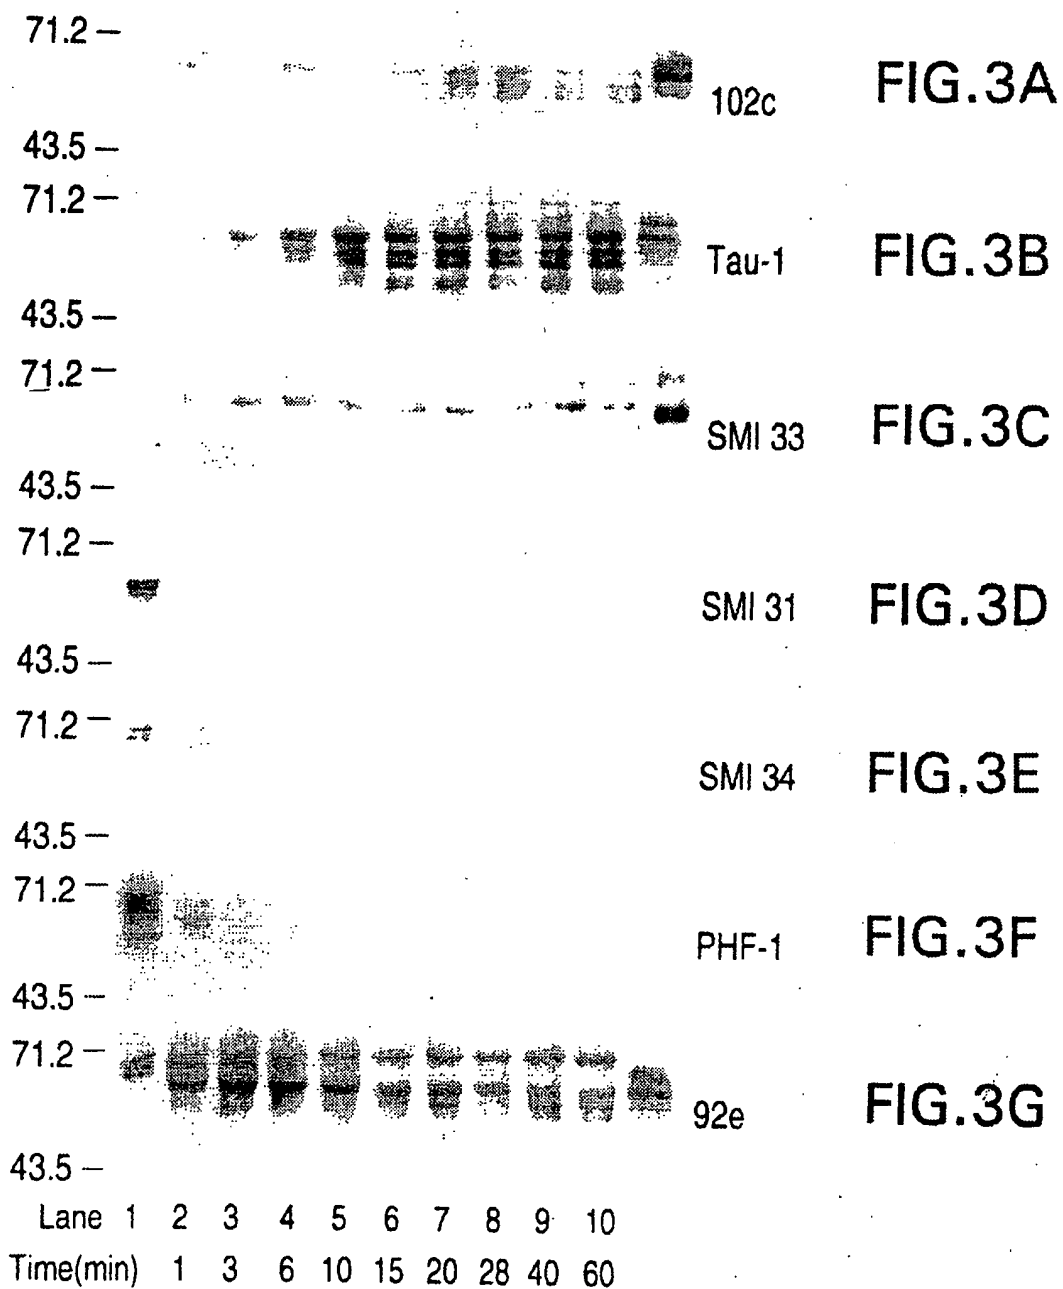 71.2
102c FIG.3A
43.5
71.2
Tau-1 FIG.3B
43.5
71.2
SMI 33 FIG.3C
43.5
71.2
SMI 31 FIG.3D
43.5
71.2
SMI 34 FIG.3E
43.5
71.2
PHF-1 FIG.3F
43.5
71.2
92e FIG.3G
43.5
Lane 1 2 3 4 5 6 7 8 9 10
Time(min) 1 3 6 10 15 20 28 40 60